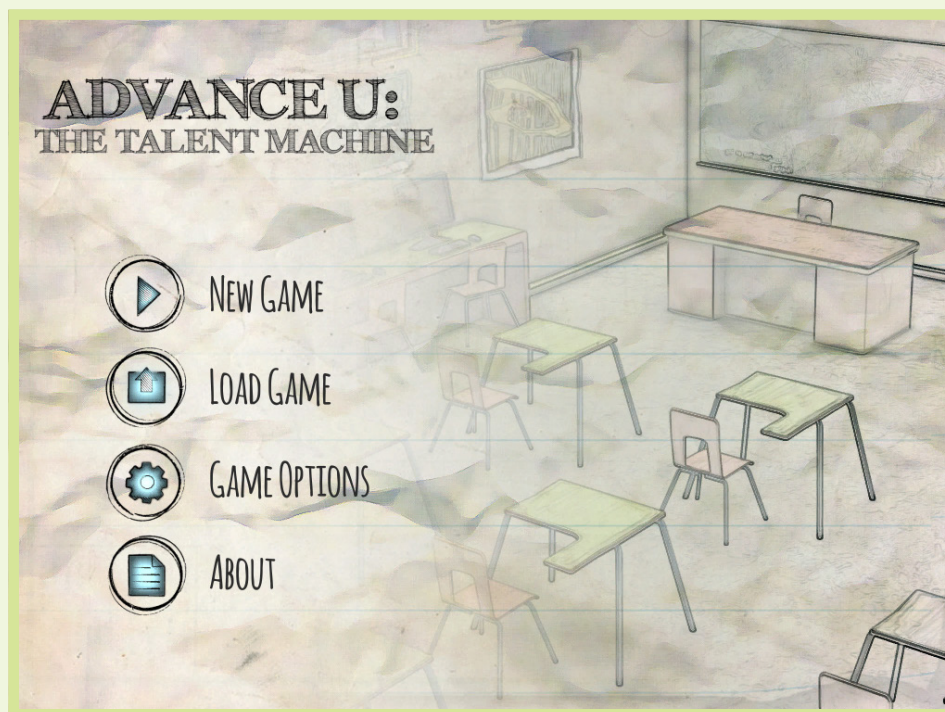 ADVANCE U:
THE TALENT MACHINE
NEW GAME
LOAD GAME
GAME OPTIONS
ABOUT